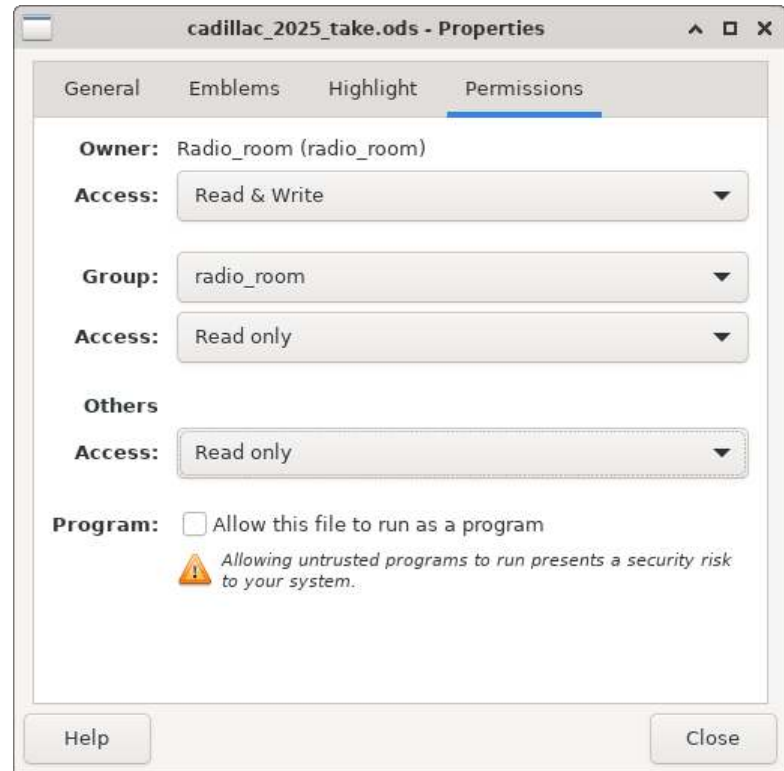 cadillac_2025_take.ods - Properties
General Emblems Highlight Permissions
Owner: Radio_room (radio_room)
Access: Read & Write
Group: radio_room
Access: Read only
Others
Access: Read only
Program: Allow this file to run as a program
Allowing untrusted programs to run presents a security risk
to your system.
Help Close